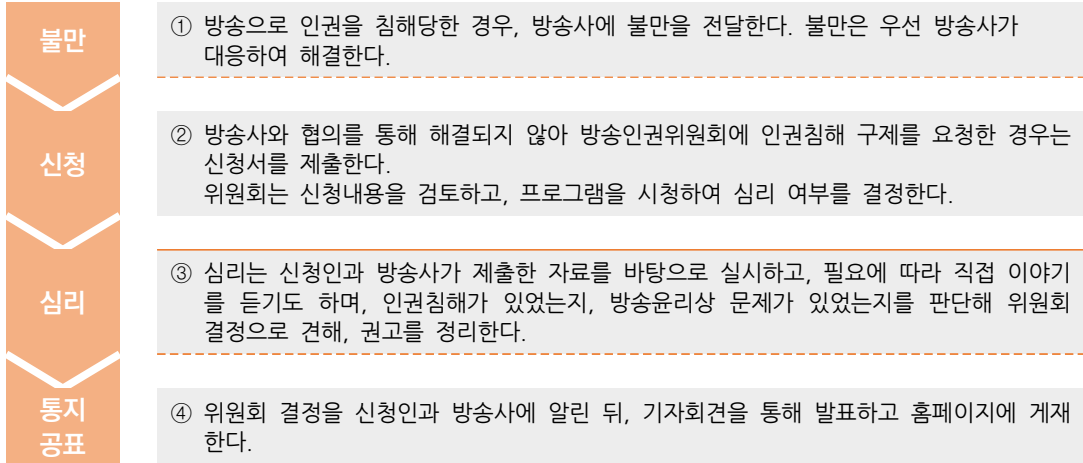 불만
① 방송으로 인권을 침해당한 경우, 방송사에 불만을 전달한다. 불만은 우선 방송사가
대응하여 해결한다.
신청
② 방송사와 협의를 통해 해결되지 않아 방송인권위원회에 인권침해 구제를 요청한 경우는
신청서를 제출한다.
위원회는 신청내용을 검토하고, 프로그램을 시청하여 심리 여부를 결정한다.
심리
③ 심리는 신청인과 방송사가 제출한 자료를 바탕으로 실시하고, 필요에 따라 직접 이야기
를 듣기도 하며, 인권침해가 있었는지, 방송윤리상 문제가 있었는지를 판단해 위원회
결정으로 견해, 권고를 정리한다.
통지
공표
④ 위원회 결정을 신청인과 방송사에 알린 뒤, 기자회견을 통해 발표하고 홈페이지에 게재
한다.